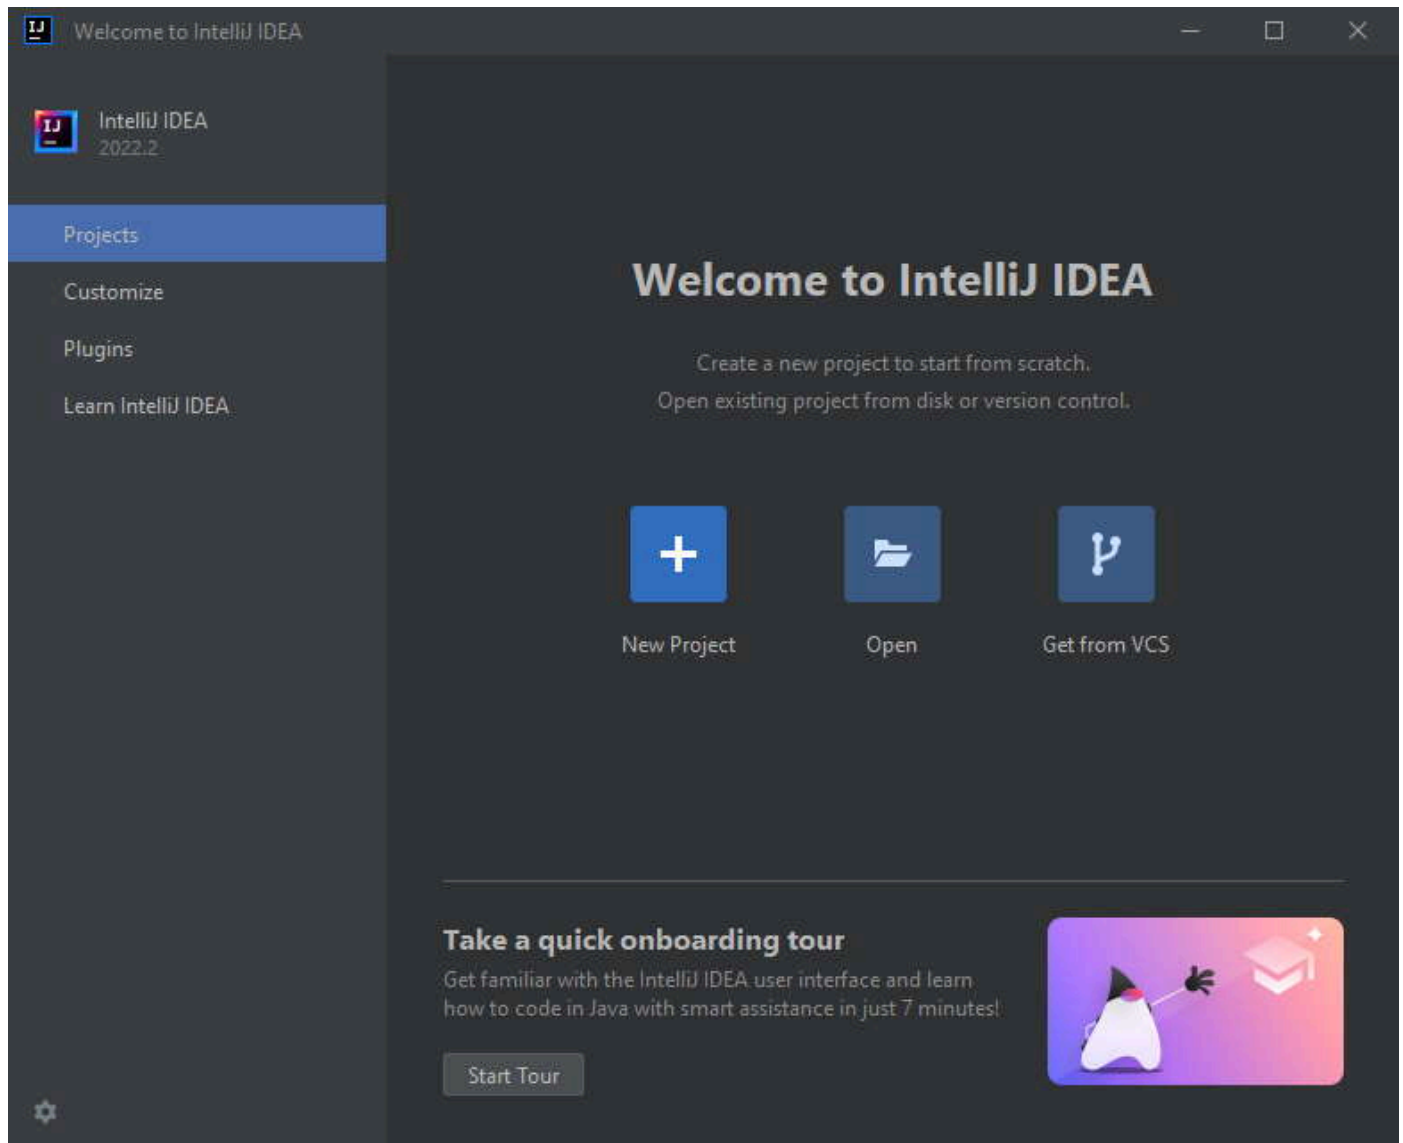 Welcome to IntelliJ IDEA
IntelliJ IDEA
2022.2
Projects
Customize
Plugins
Learn IntelliJ IDEA
Welcome to IntelliJ IDEA
Create a new project to start from scratch.
Open existing project from disk or version control.
New Project
Open
Get from VCS
Take a quick onboarding tour
Get familiar with the IntelliJ IDEA user interface and learn
how to code in Java with smart assistance in just 7 minutes!
Start Tour